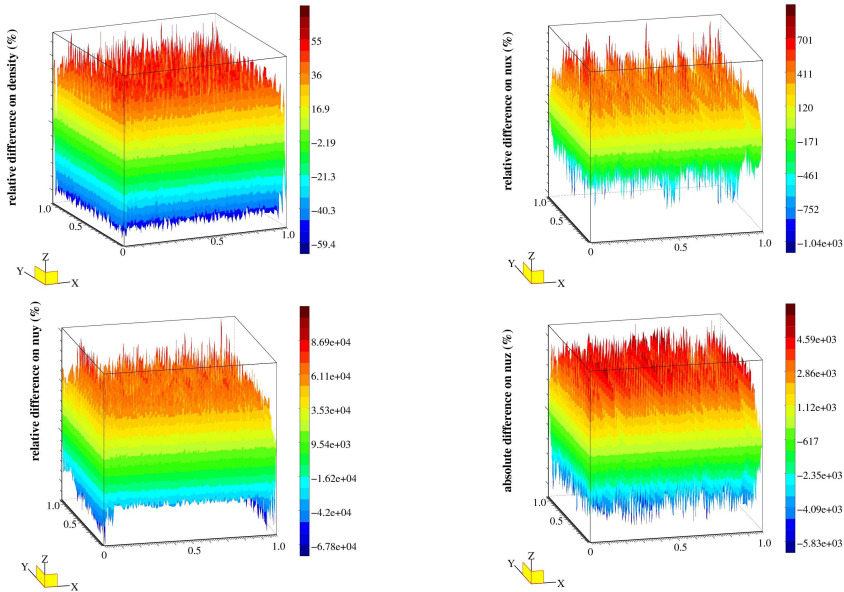 relative difference on density (%)
55
36
16.9
−2.19
−21.3
−40.3
−59.4
1.0
0.5
0
0.5
1.0
Z
Y
X
relative difference on nux (%)
701
411
120
−171
−461
−752
−1.04e+03
1.0
0.5
0
0.5
1.0
Z
Y
X
relative difference on nuy (%)
8.69e+04
6.11e+04
3.53e+04
9.54e+03
−1.62e+04
−4.2e+04
−6.78e+04
1.0
0.5
0
0.5
1.0
Z
Y
X
absolute difference on nuz (%)
4.59e+03
2.86e+03
1.12e+03
−617
−2.35e+03
−4.09e+03
−5.83e+03
1.0
0.5
0
0.5
1.0
Z
Y
X